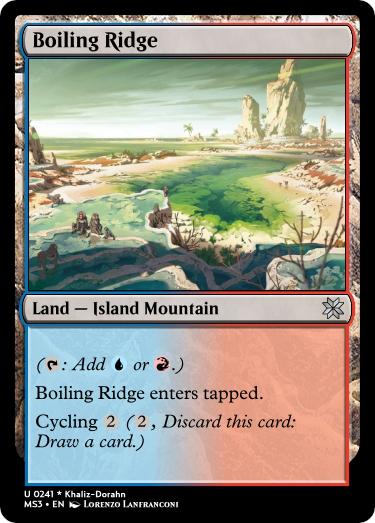 Boiling Ridge
Land — Island Mountain
(: Add or .)
Boiling Ridge enters tapped.
Cycling 2 (2, Discard this card:
Draw a card.)
U 0241 * Khaliz-Dorahn
MS3 • EN Lorenzo Lanfranconi